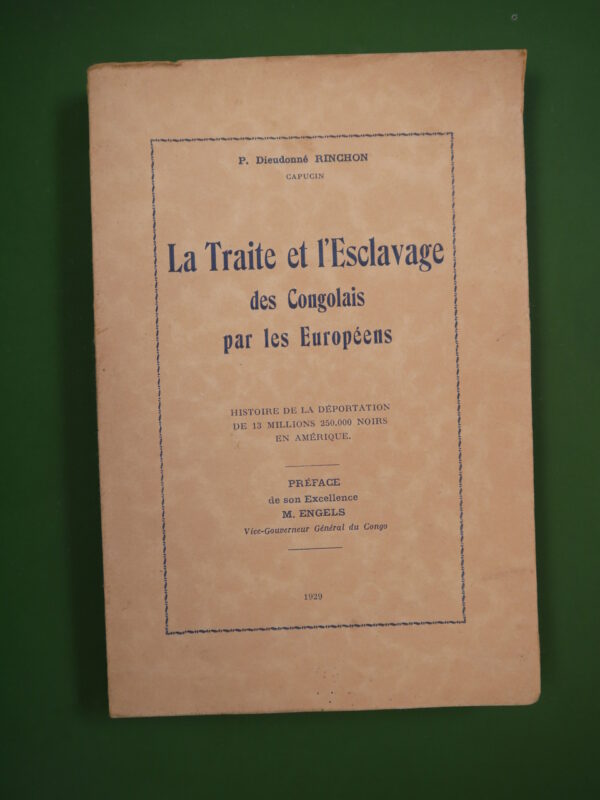 P. Dieudonné RINCHON
CAPUCIN
La Traite et l'Esclavage
des Congolais
par les Européens
HISTOIRE DE LA DÉPORTATION
DE 13 MILLIONS 250.000 NOIRS
EN AMÉRIQUE.
PRÉFACE
de son Excellence
M. ENGELS
Vice-Gouverneur Général du Congo
1929